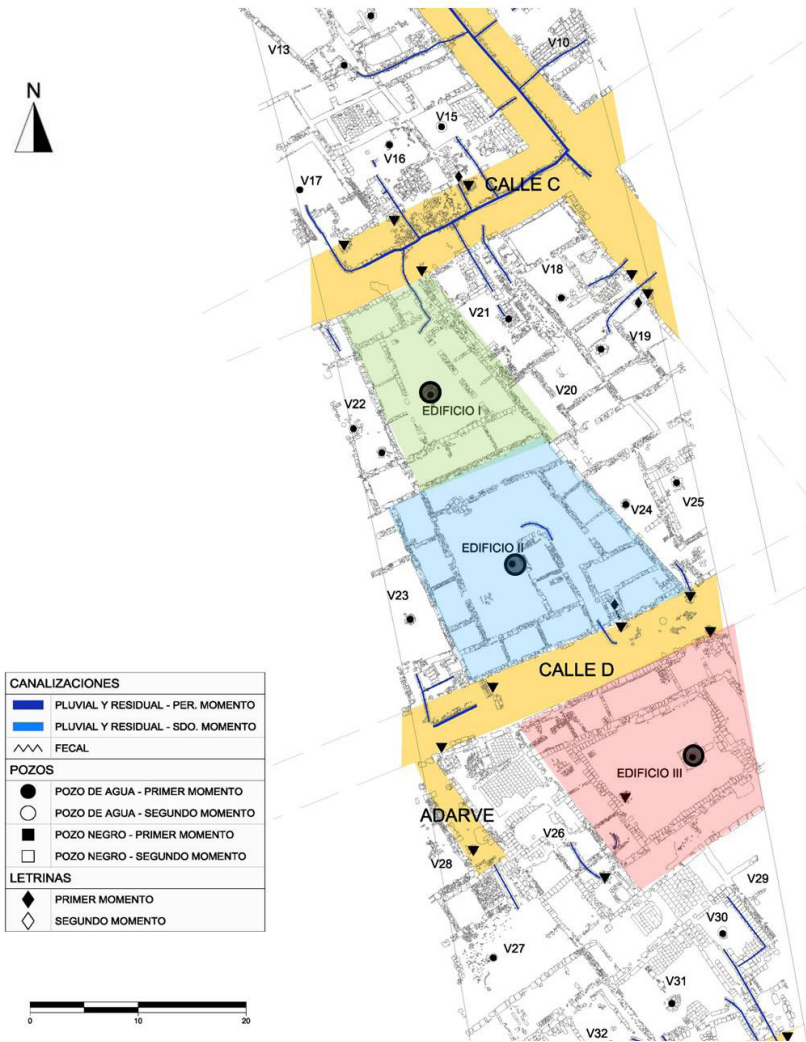 V13
V10
N
V15
V16
V17
CALLE C
V18
V21
V19
V20
V22
EDIFICIO I
V25
V24
EDIFICIO II
V23
CALLE D
CANALIZACIONES
PLUVIAL Y RESIDUAL - PER. MOMENTO
PLUVIAL Y RESIDUAL - SDO. MOMENTO
FECAL
POZOS
POZO DE AGUA - PRIMER MOMENTO
POZO DE AGUA - SEGUNDO MOMENTO
POZO NEGRO - PRIMER MOMENTO
POZO NEGRO - SEGUNDO MOMENTO
LETRINAS
PRIMER MOMENTO
SEGUNDO MOMENTO
EDIFICIO III
ADARVE
V26
V28
V29
V30
V27
V31
V32
0 10 20